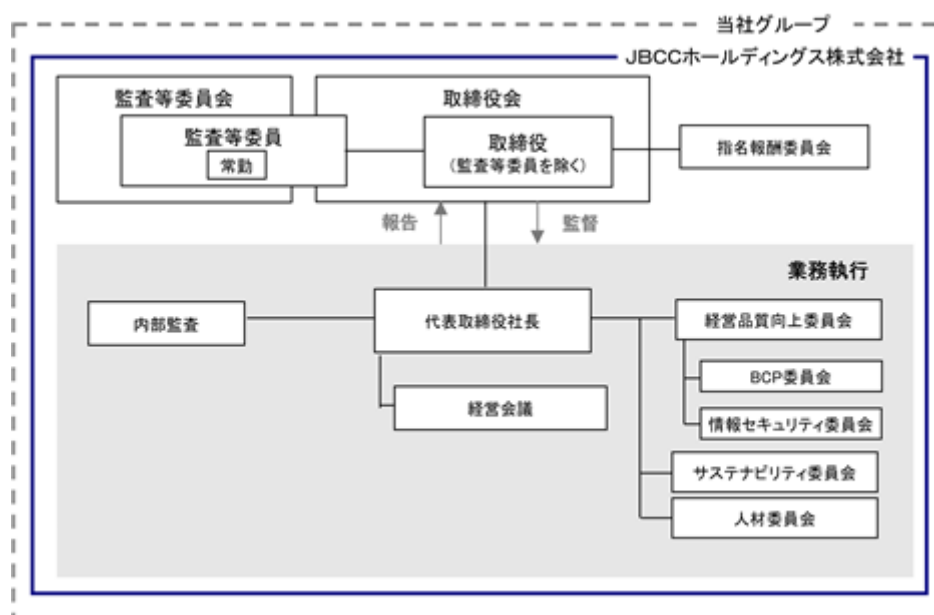 当社グループ
JBCCホールディングス株式会社
監査等委員会
取締役会
監査等委員
常勤
取締役
(監査等委員を除く)
指名報酬委員会
報告
監督
業務執行
内部監査
代表取締役社長
経営品質向上委員会
BCP委員会
経営会議
情報セキュリティ委員会
サステナビリティ委員会
人材委員会